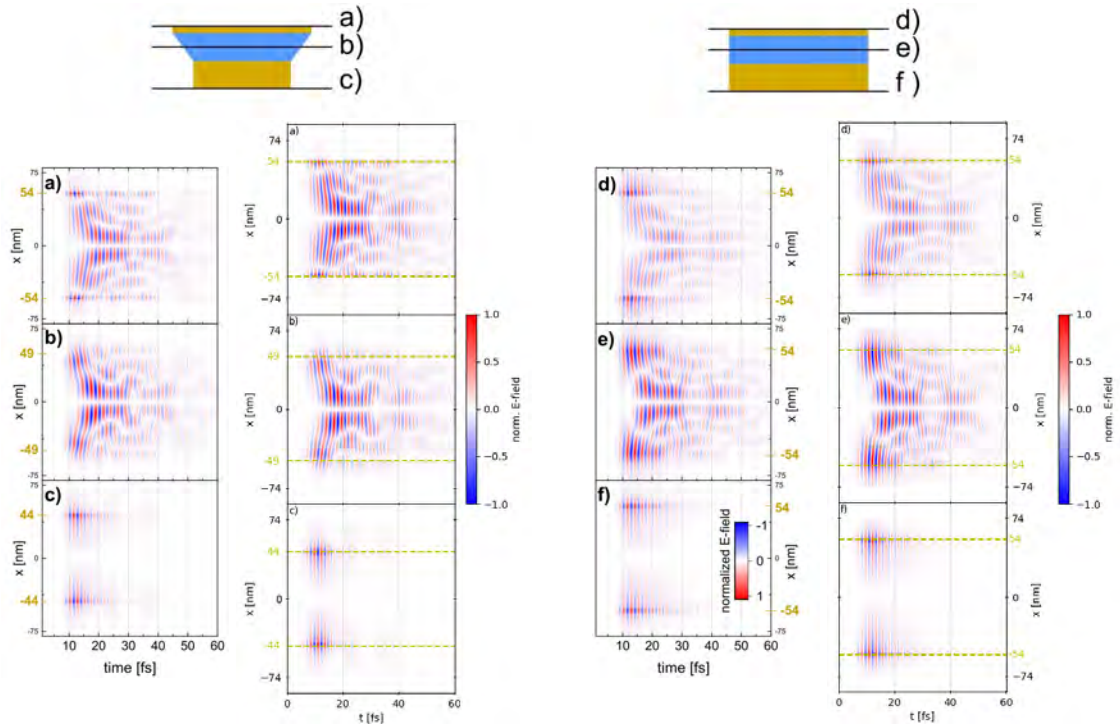 a)
b)
c)
d)
e)
f )
a)
75
54
x [nm]
0
-54
-75
b)
75
49
x [nm]
0
-49
-75
c)
75
44
x [nm]
0
-44
-75
10 20 30 40 50 60
time [fs]
a)
74
54
x [nm]
0
-54
−74
b)
74
49
x [nm]
0
-49
−74
c)
74
44
x [nm]
0
-44
−74
0 20 40 60
t [fs]
1.0
0.5
0.0
−0.5
−1.0
norm. E-field
d)
75
54
x [nm]
0
-54
-75
e)
75
54
x [nm]
0
-54
-75
f)
75
54
x [nm]
0
-54
-75
normalized E-field
-1
0
1
10 20 30 40 50 60
time [fs]
d)
74
54
x [nm]
0
-54
−74
e)
74
54
x [nm]
0
-54
−74
f)
74
54
x [nm]
0
-54
−74
0 20 40 60
t [fs]
1.0
0.5
0.0
−0.5
−1.0
norm. E-field